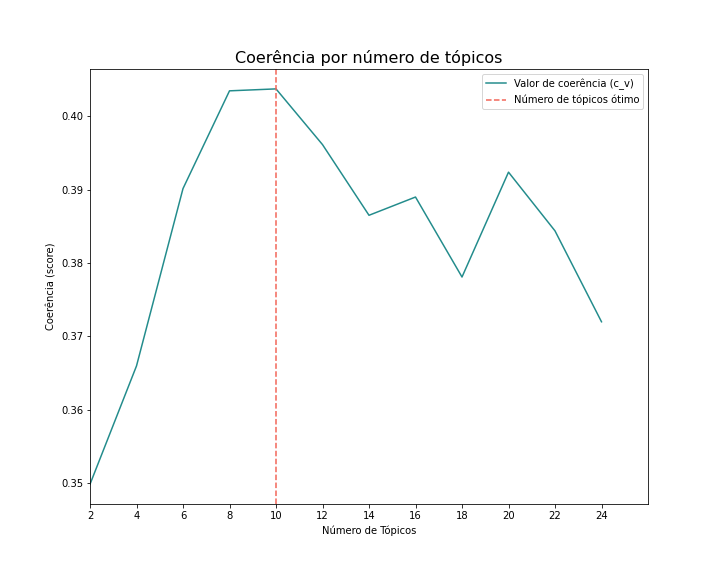 Coerência por número de tópicos
Valor de coerência (c_v)
Número de tópicos ótimo
Coerência (score)
0.40
0.39
0.38
0.37
0.36
0.35
2 4 6 8 10 12 14 16 18 20 22 24
Número de Tópicos